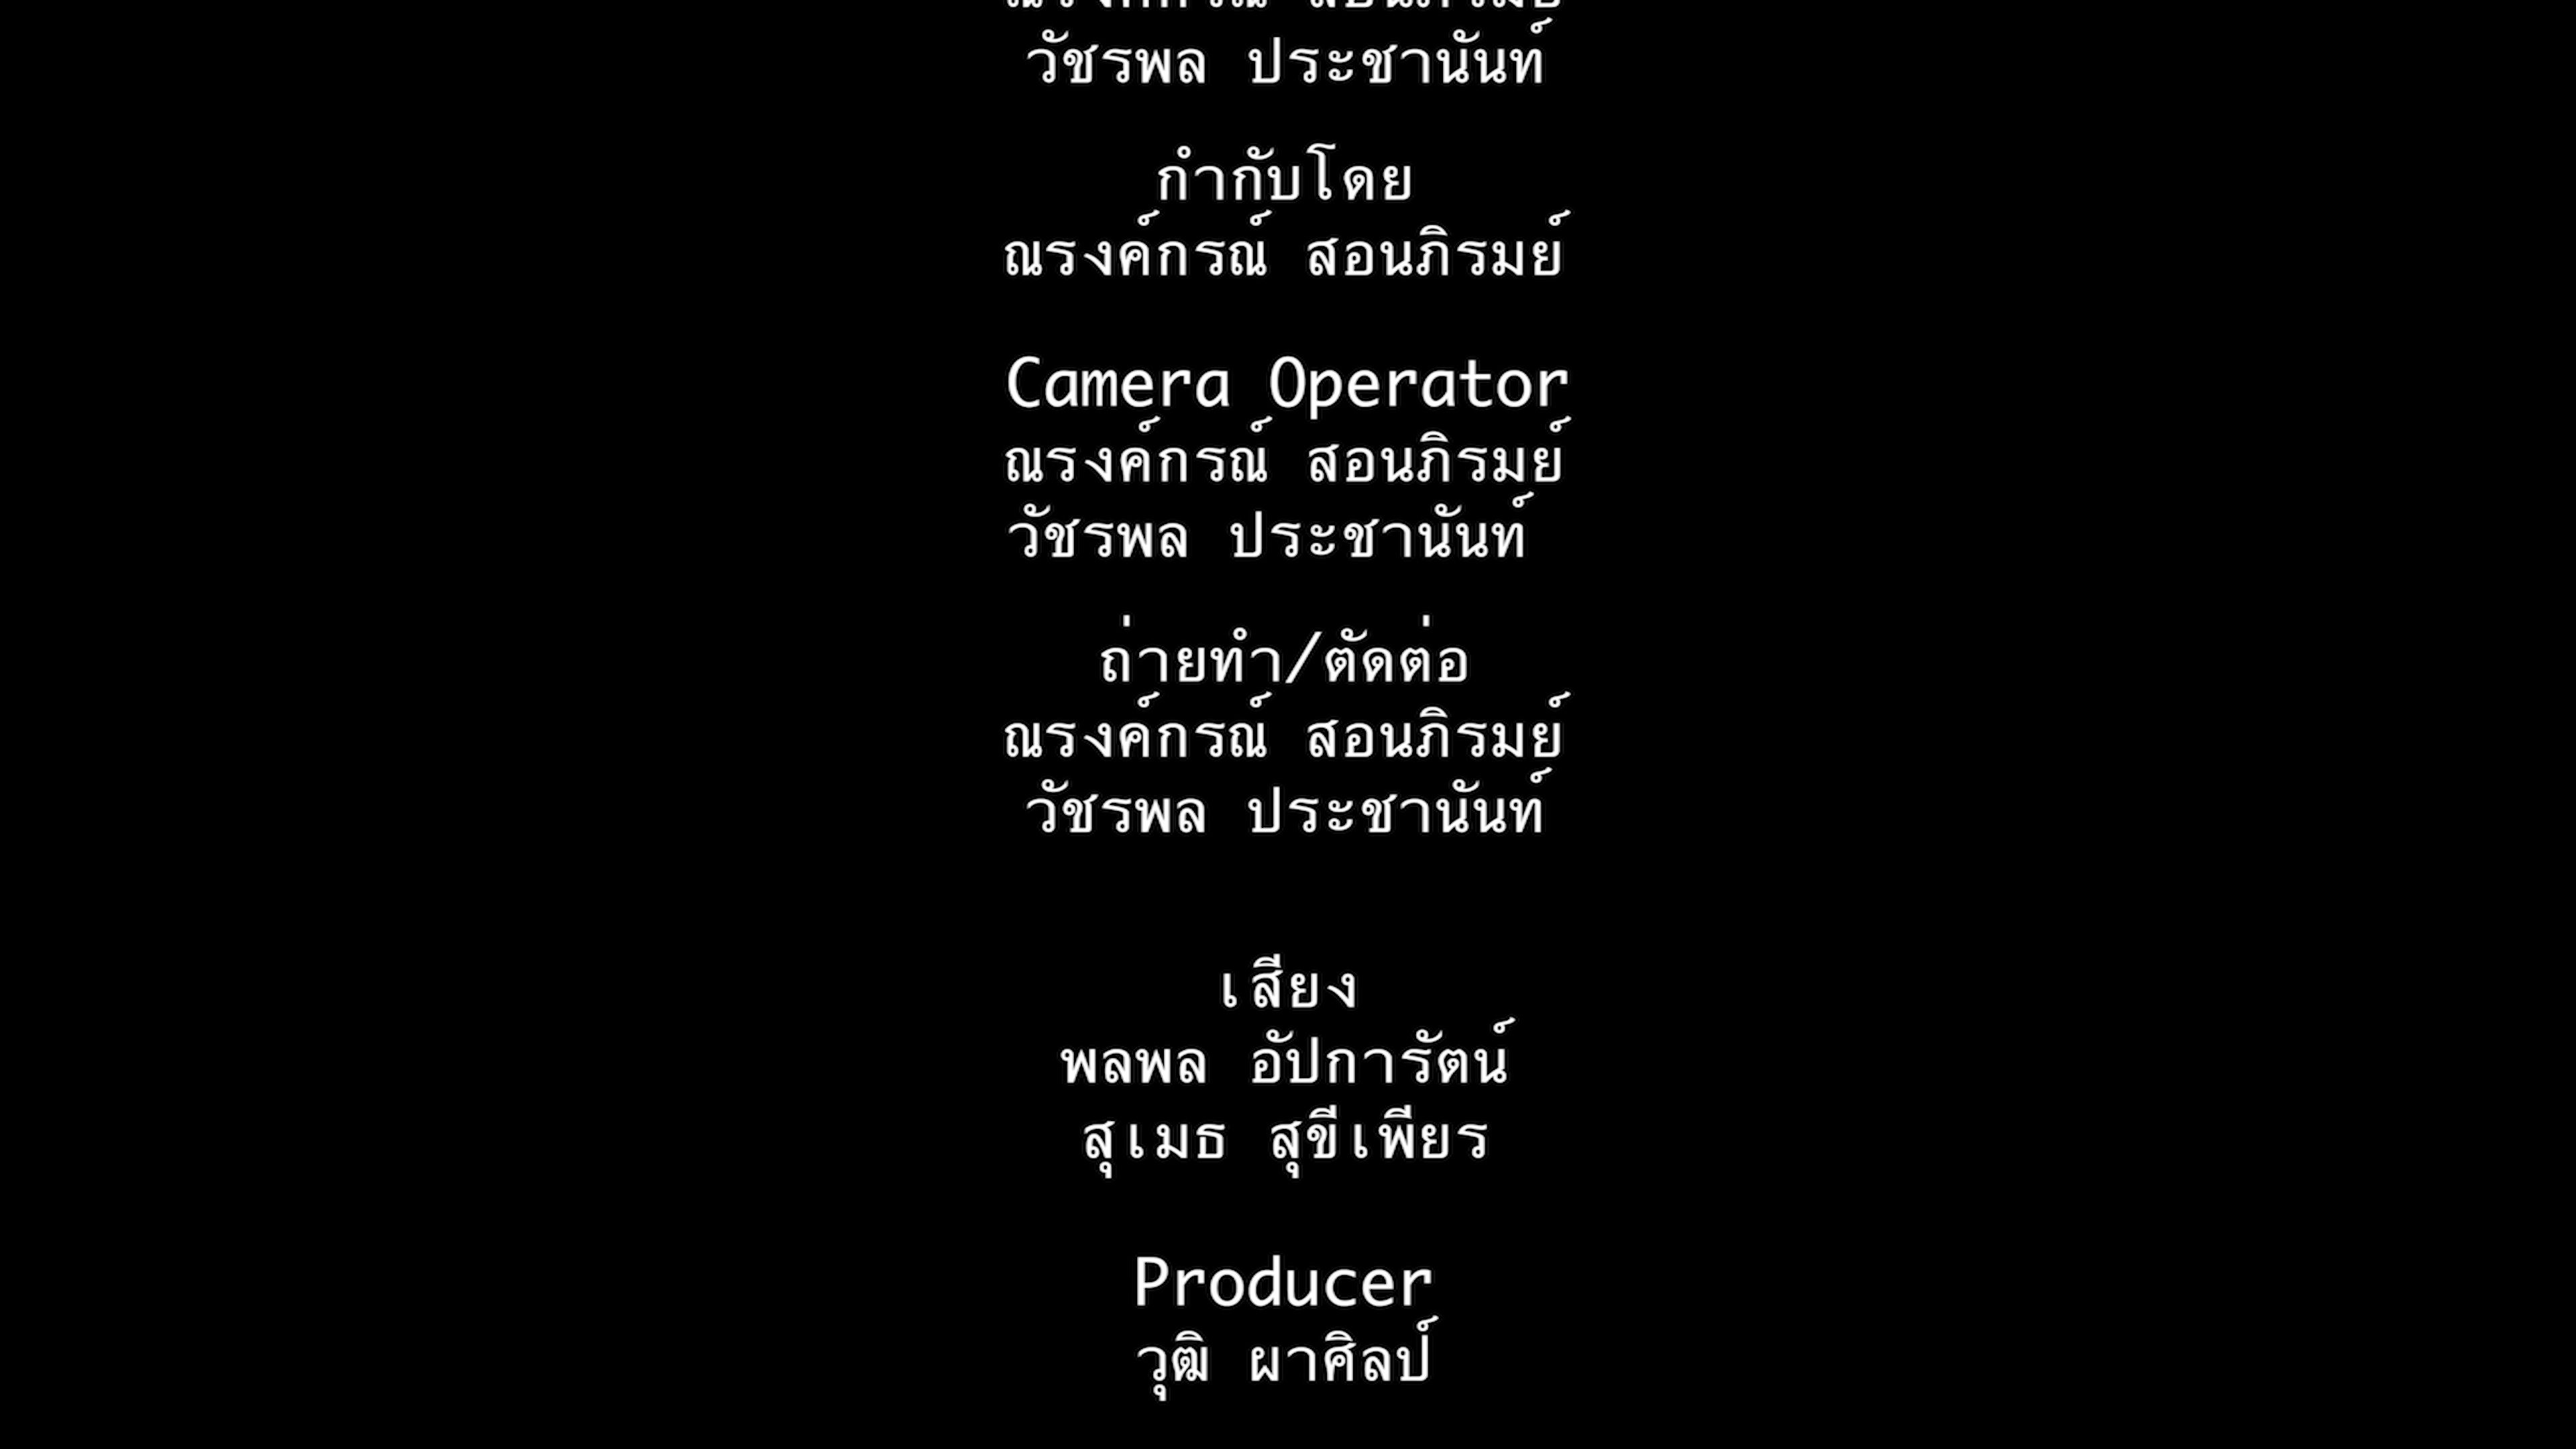 วัชรพล ประชานันท์
กำกับโดย
ณรงค์กรณ์ สอนภิรมย์
Camera Operator
ณรงค์กรณ์ สอนภิรมย์
วัชรพล ประชานันท์
ถ่ายทำ/ตัดต่อ
ณรงค์กรณ์ สอนภิรมย์
วัชรพล ประชานันท์
เสียง
พลพล อัปการัตน์
สุเมธ สุขีเพียร
Producer
วุฒิ ผาศิลป์